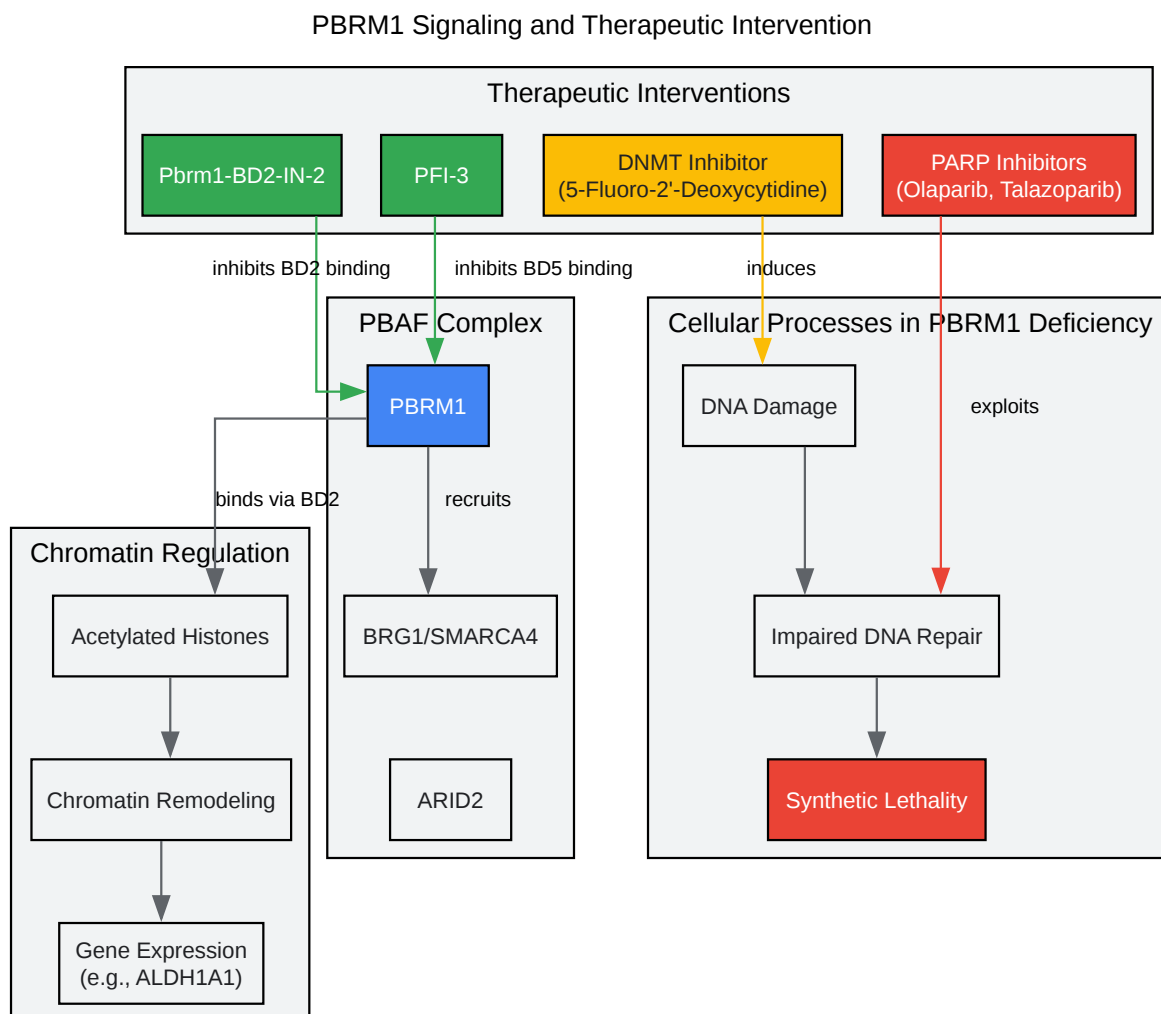 PBRM1 Signaling and Therapeutic Intervention
Therapeutic Interventions
Pbrm1-BD2-IN-2
PFI-3
DNMT Inhibitor
(5-Fluoro-2'-Deoxycytidine)
PARP Inhibitors
(Olaparib, Talazoparib)
inhibits BD2 binding
inhibits BD5 binding
induces
PBAF Complex
Cellular Processes in PBRM1 Deficiency
PBRM1
DNA Damage
exploits
binds via BD2
recruits
Chromatin Regulation
Acetylated Histones
BRG1/SMARCA4
Impaired DNA Repair
Chromatin Remodeling
ARID2
Synthetic Lethality
Gene Expression
(e.g., ALDH1A1)